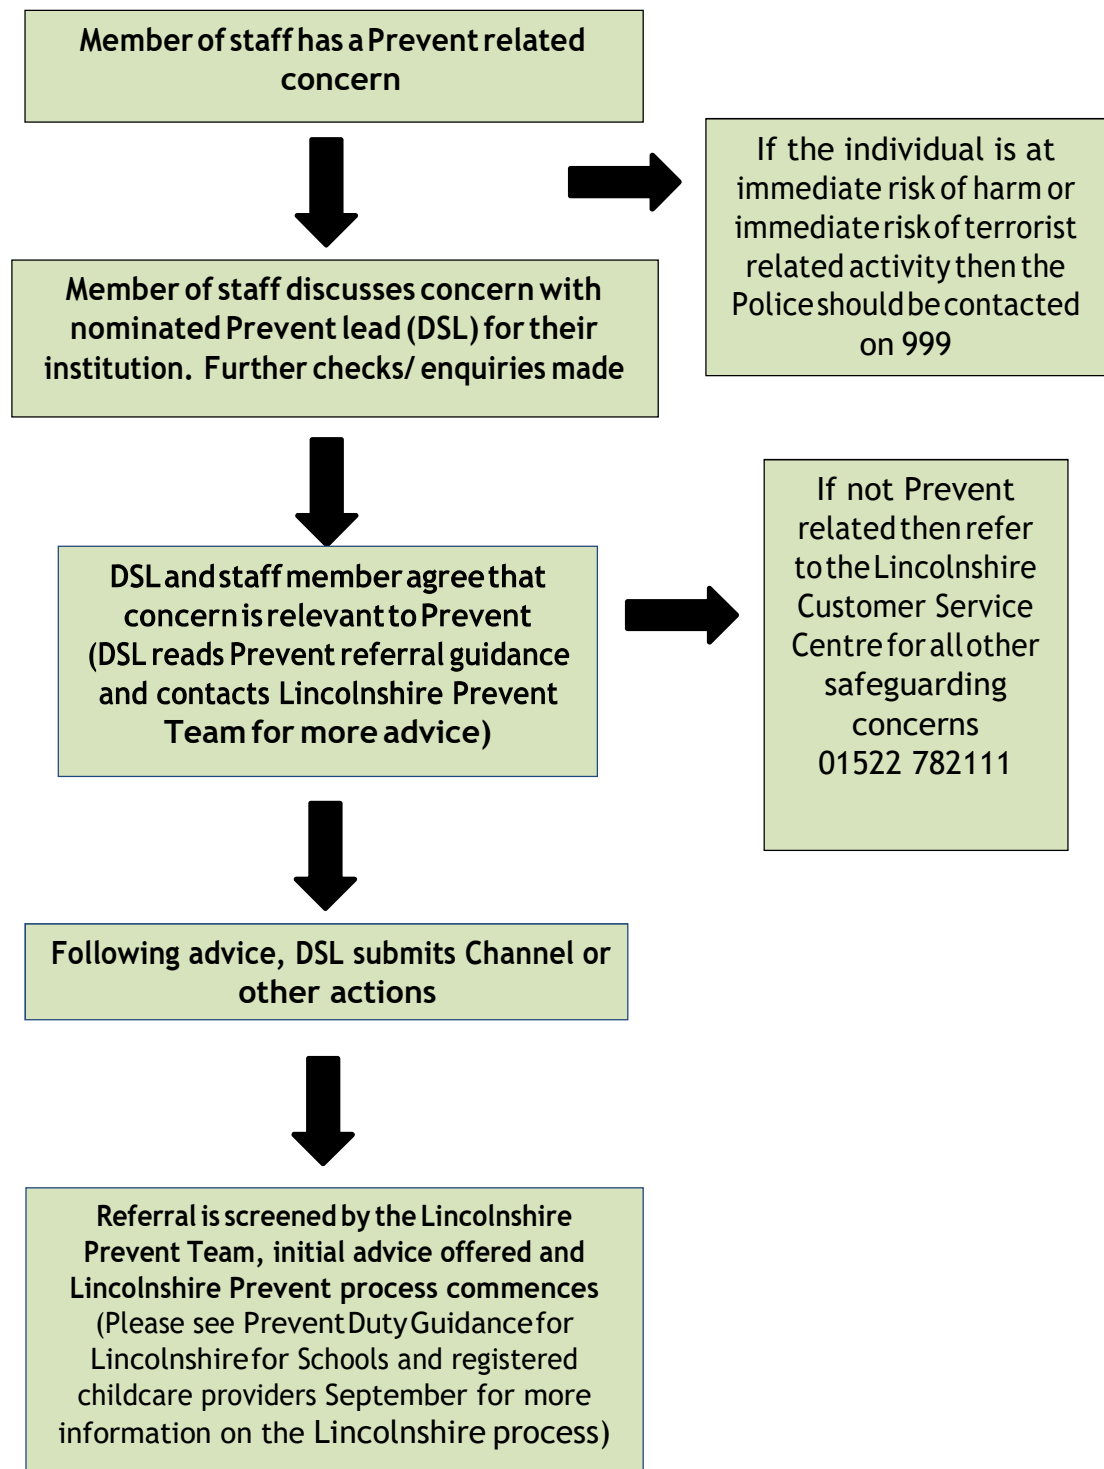 Member of staff has a Prevent related
concern
If the individual is at
immediate risk of harm or
immediate risk of terrorist
related activity then the
Police should be contacted
on 999
Member of staff discusses concern with
nominated Prevent lead (DSL) for their
institution. Further checks/ enquiries made
If not Prevent
related then refer
to the Lincolnshire
Customer Service
Centre for all other
safeguarding
concerns
01522 782111
DSL and staff member agree that
concern is relevant to Prevent
(DSL reads Prevent referral guidance
and contacts Lincolnshire Prevent
Team for more advice)
Following advice, DSL submits Channel or
other actions
Referral is screened by the Lincolnshire
Prevent Team, initial advice offered and
Lincolnshire Prevent process commences
(Please see Prevent Duty Guidance for
Lincolnshire for Schools and registered
childcare providers September for more
information on the Lincolnshire process)